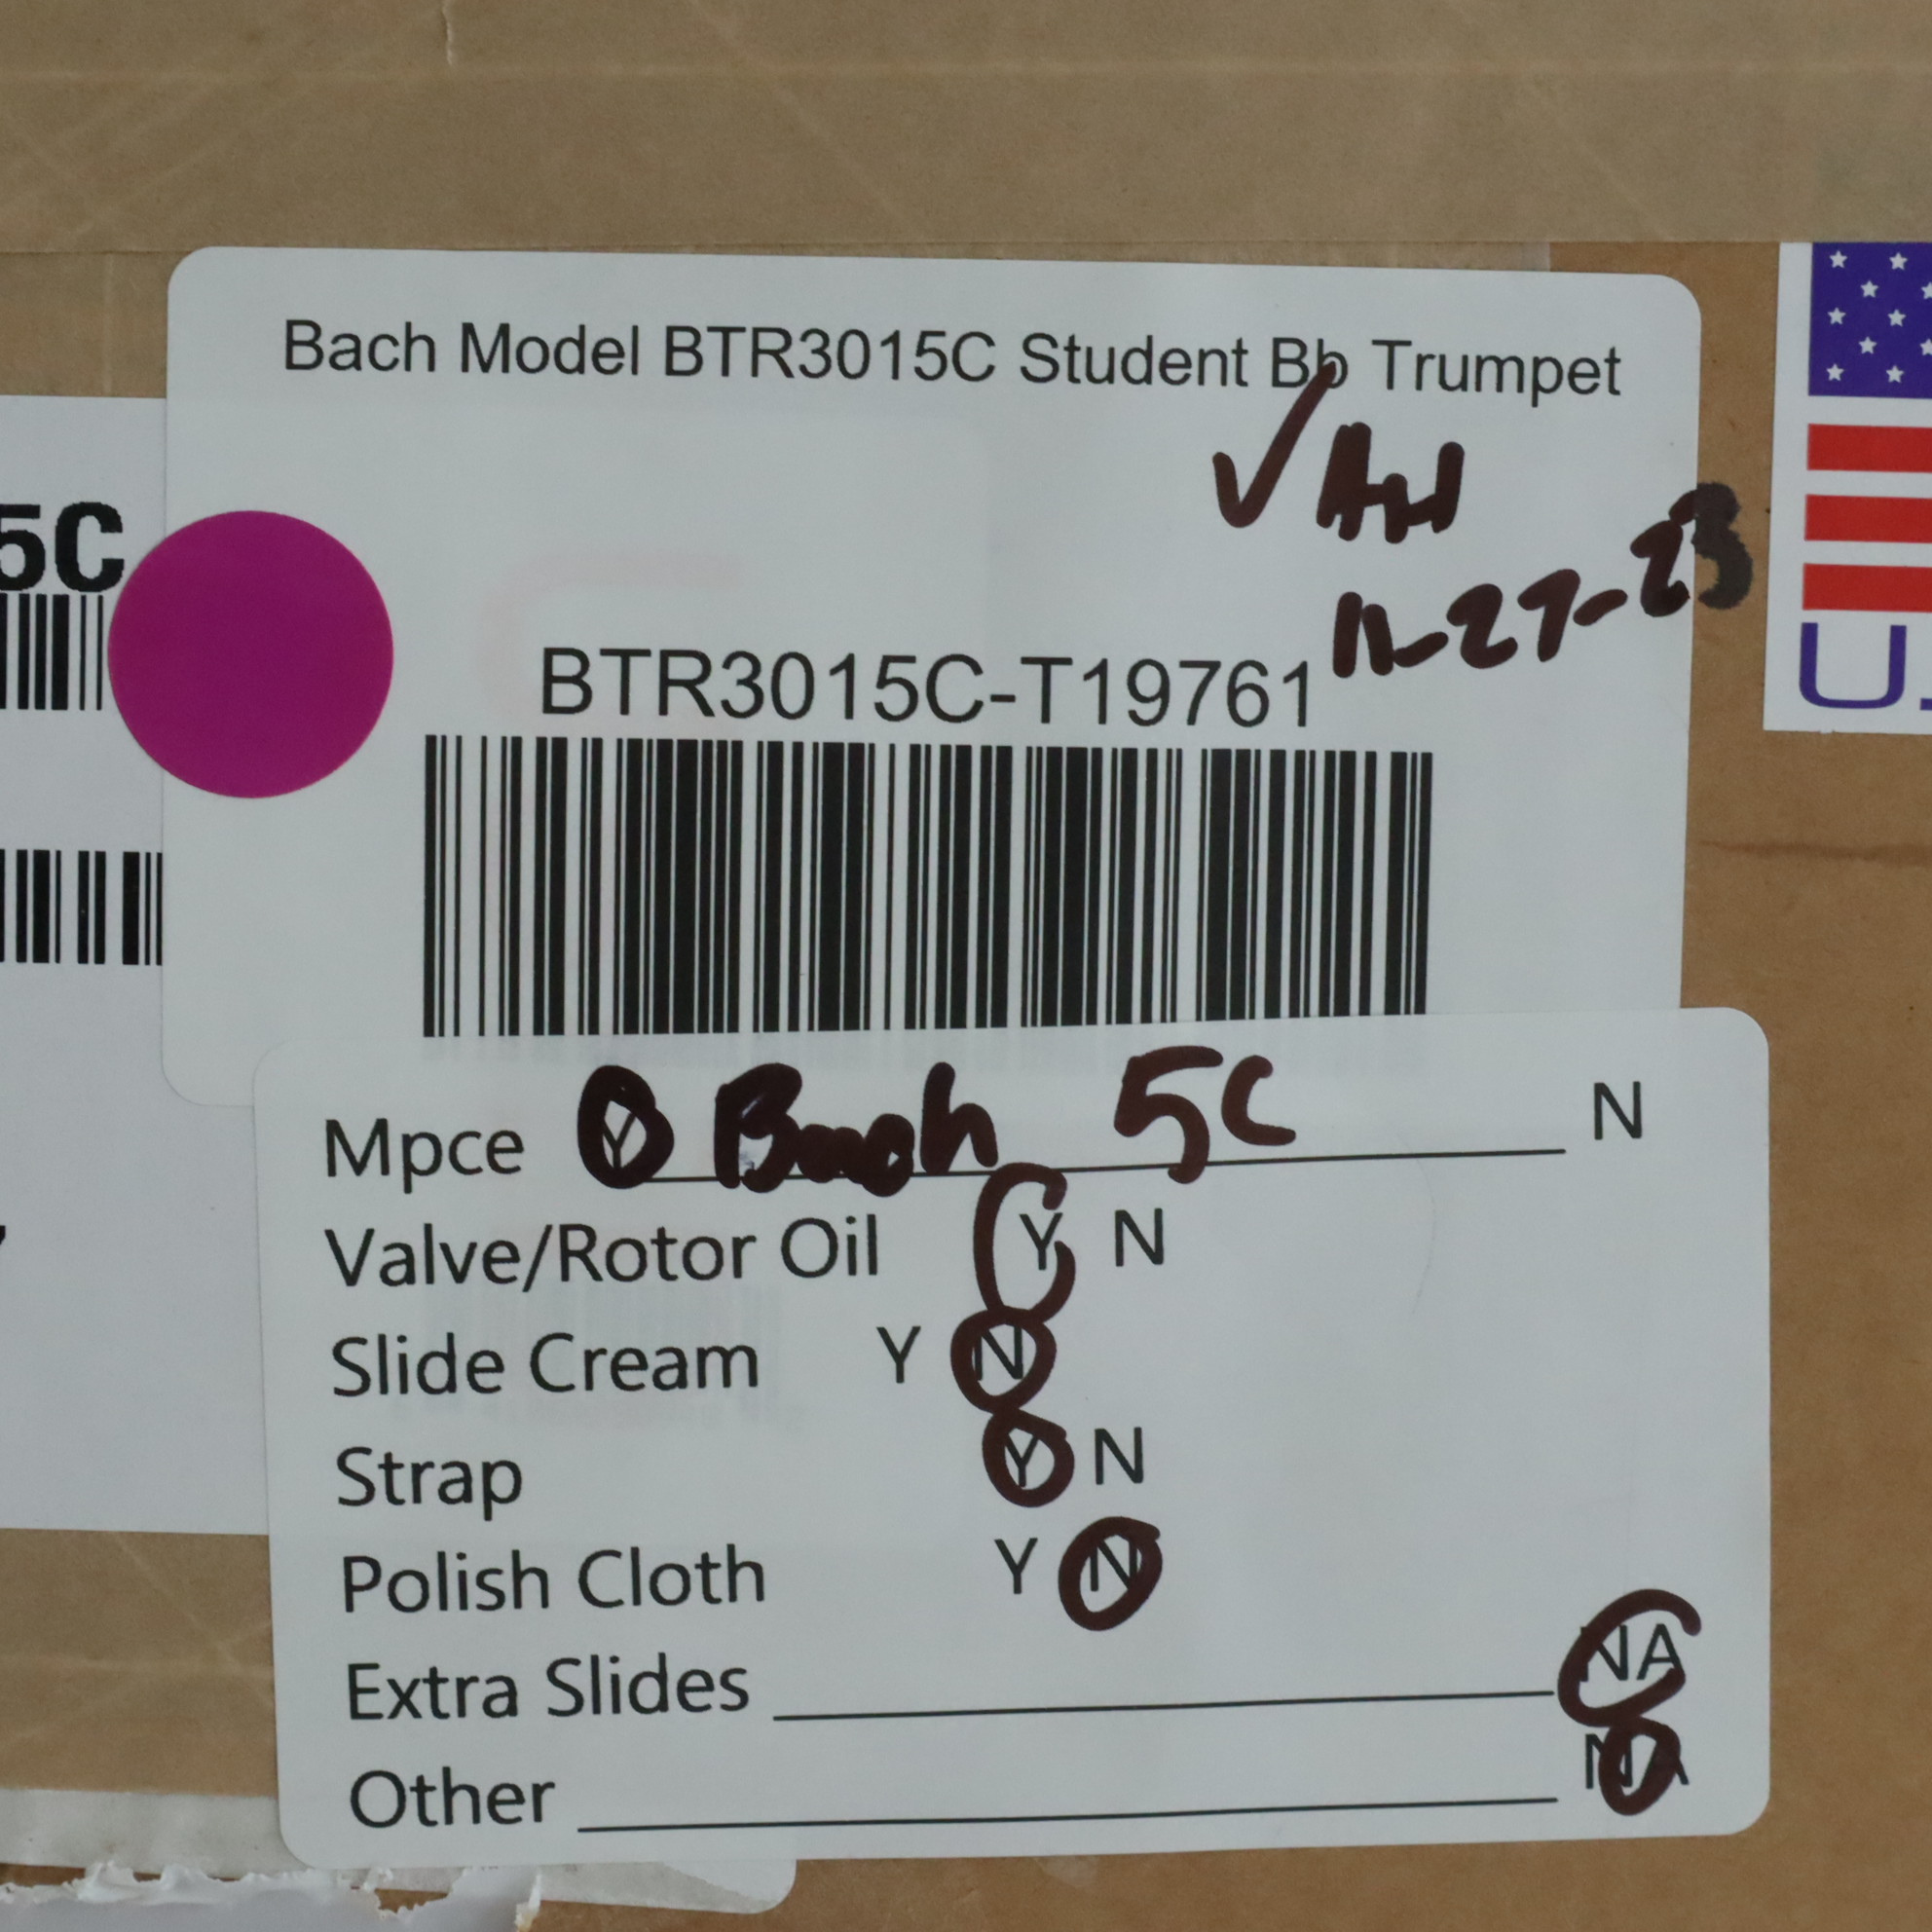 Bach Model BTR3015C Student Bb Trumpet
✓
11-27-23
5C
BTR3015C-T19761
U.
Mpce Y Bach 5C N
Valve/Rotor Oil Y N
Slide Cream Y N
Strap Y N
Polish Cloth Y N
Extra Slides NA
Other NA